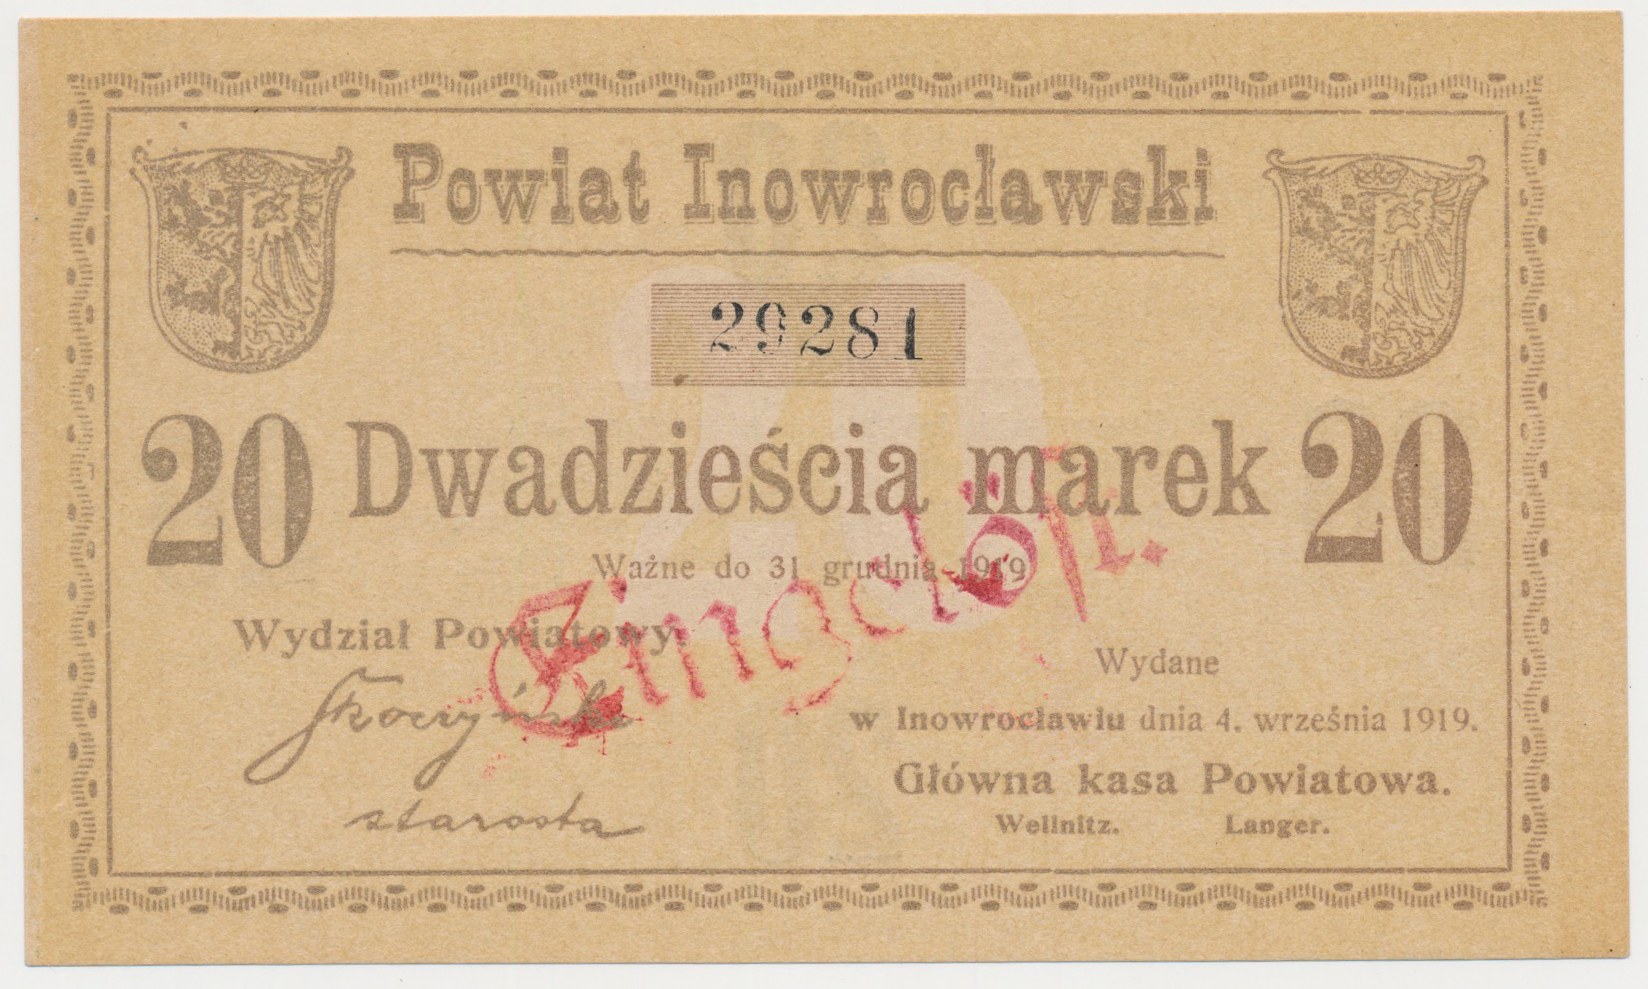 Powiat Inowrocławski
29281
20 Dwadzieścia marek 20
Ważne do 31 grudnia 1919
Wydział Powiatowy
Skoczyński
starosta
Eingelöst.
Wydane
w Inowrocławiu dnia 4. września 1919.
Główna kasa Powiatowa.
Wellnitz. Langer.